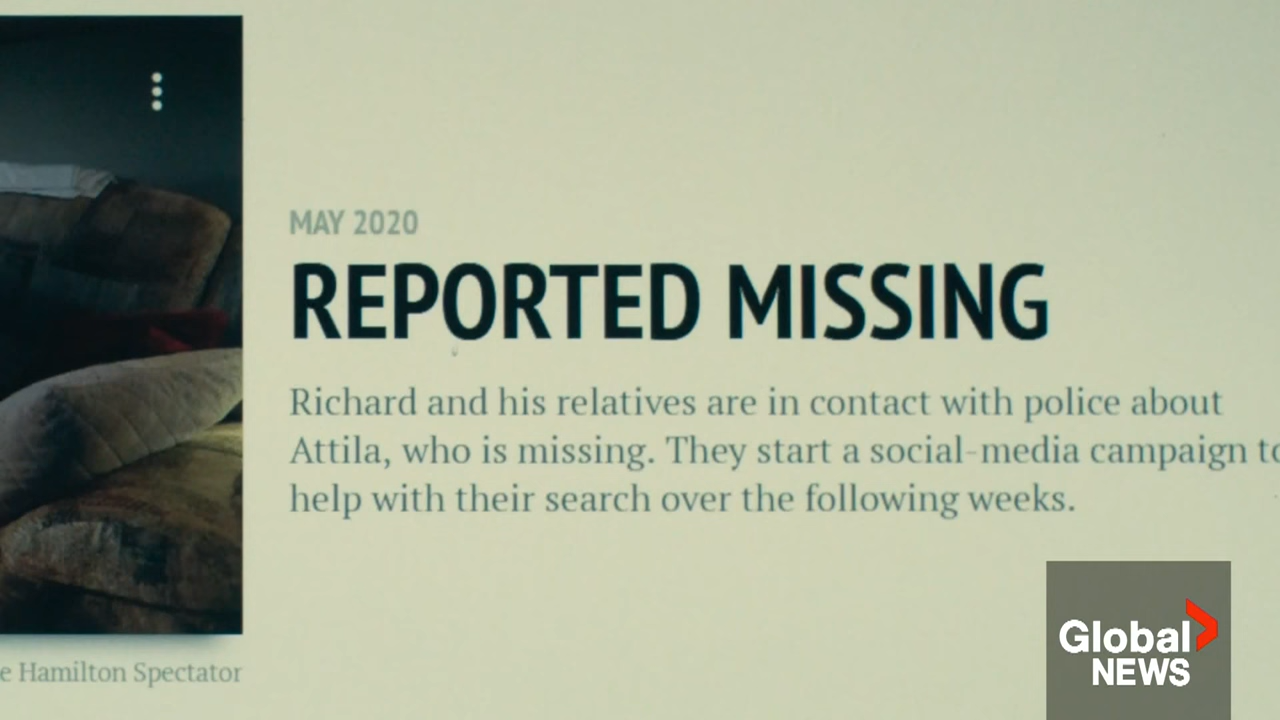 MAY 2020
REPORTED MISSING
Richard and his relatives are in contact with police about
Attila, who is missing. They start a social-media campaign to
help with their search over the following weeks.
e Hamilton Spectator
Global
NEWS